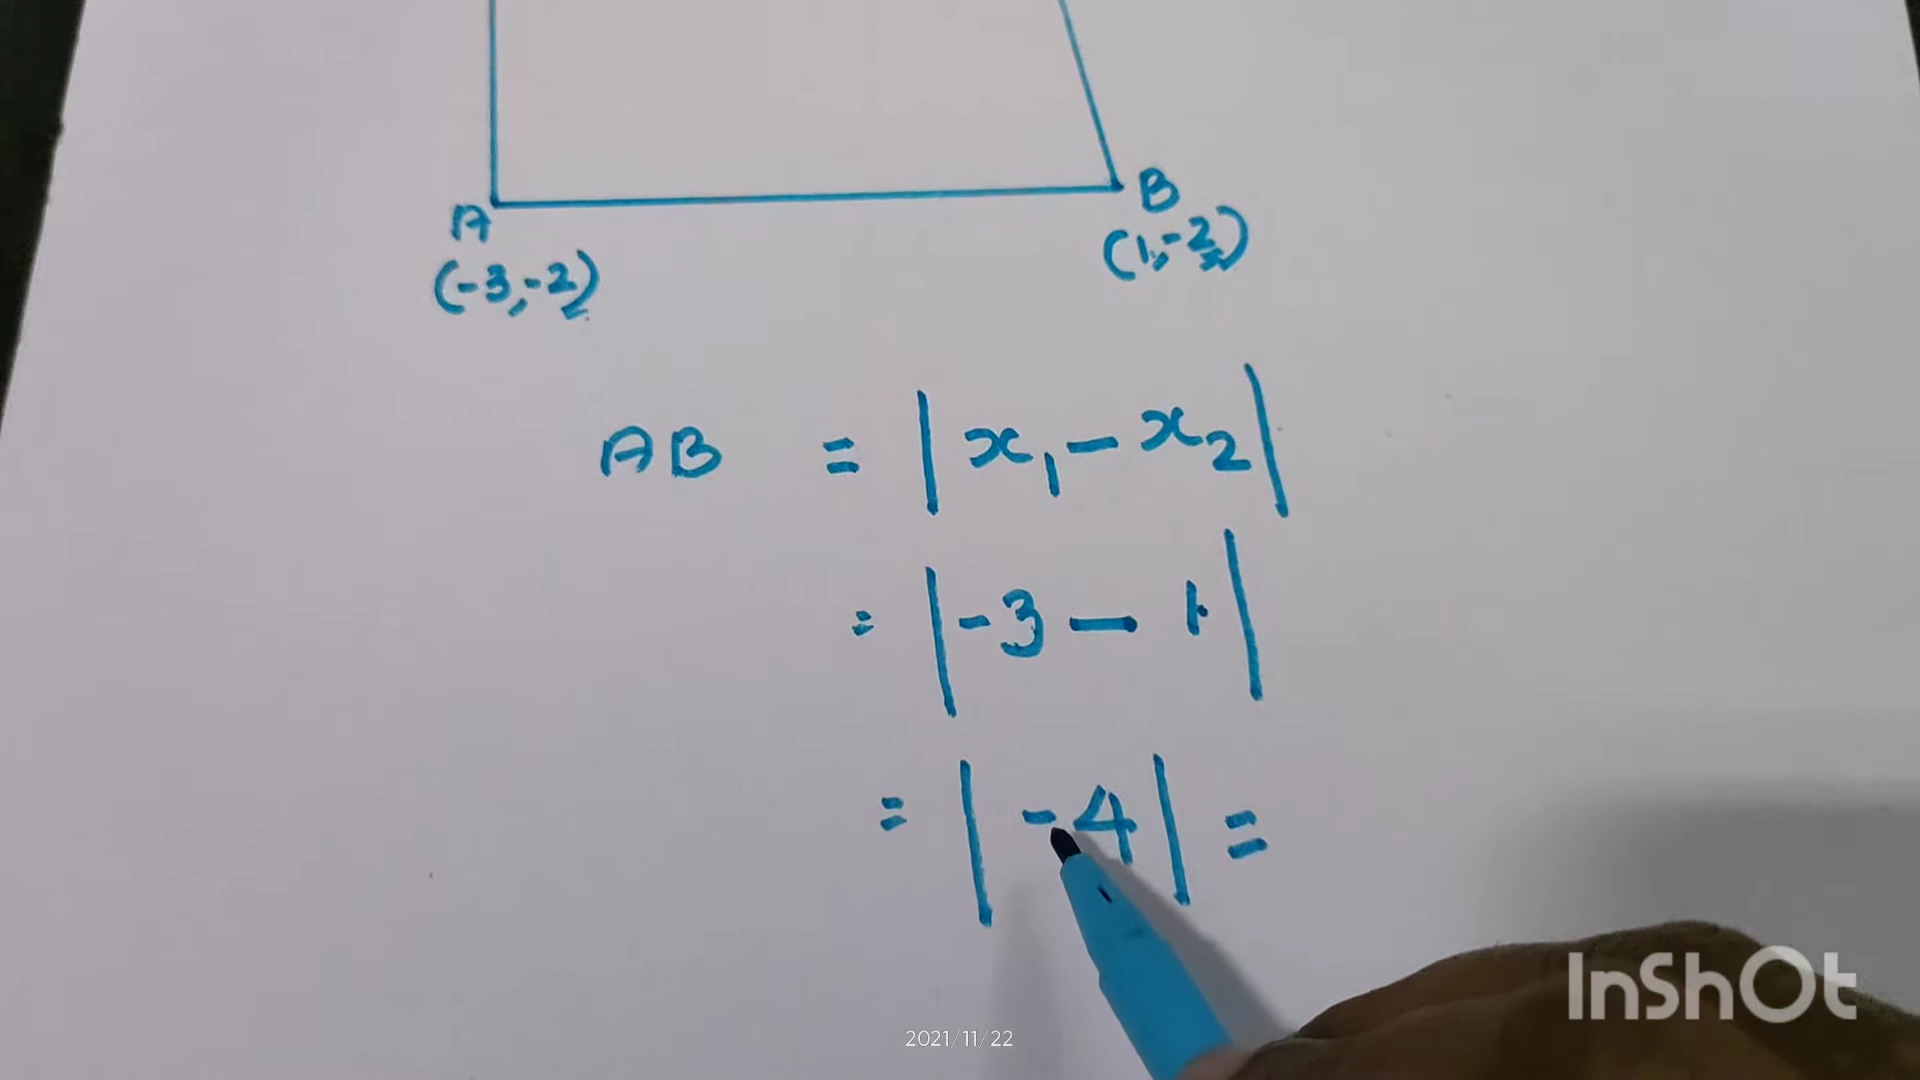 A
B
(-3,-2)
(1,-2)
AB = |x₁ - x₂|
= |-3 - 1|
= |-4| =
InShOt
2021/11/22